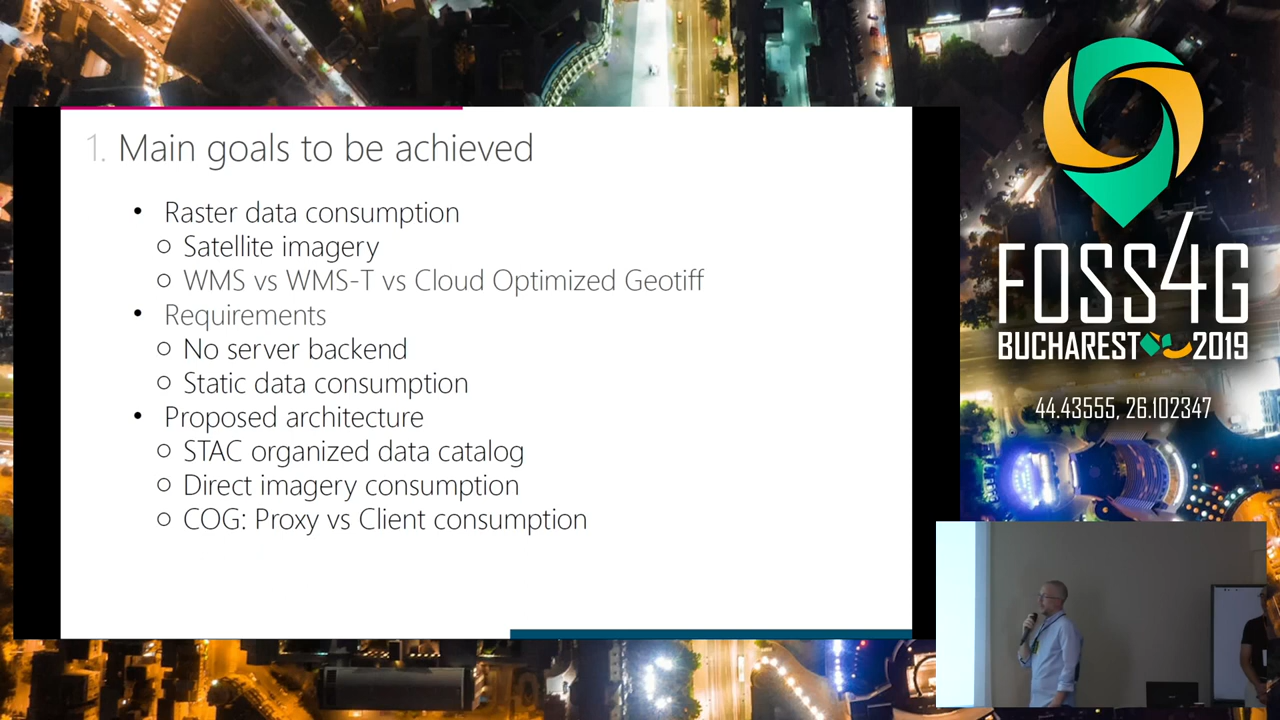 1. Main goals to be achieved
• Raster data consumption
○ Satellite imagery
○ WMS vs WMS-T vs Cloud Optimized Geotiff
• Requirements
○ No server backend
○ Static data consumption
• Proposed architecture
○ STAC organized data catalog
○ Direct imagery consumption
○ COG: Proxy vs Client consumption
FOSS4G
BUCHAREST 2019
44.43555, 26.102347